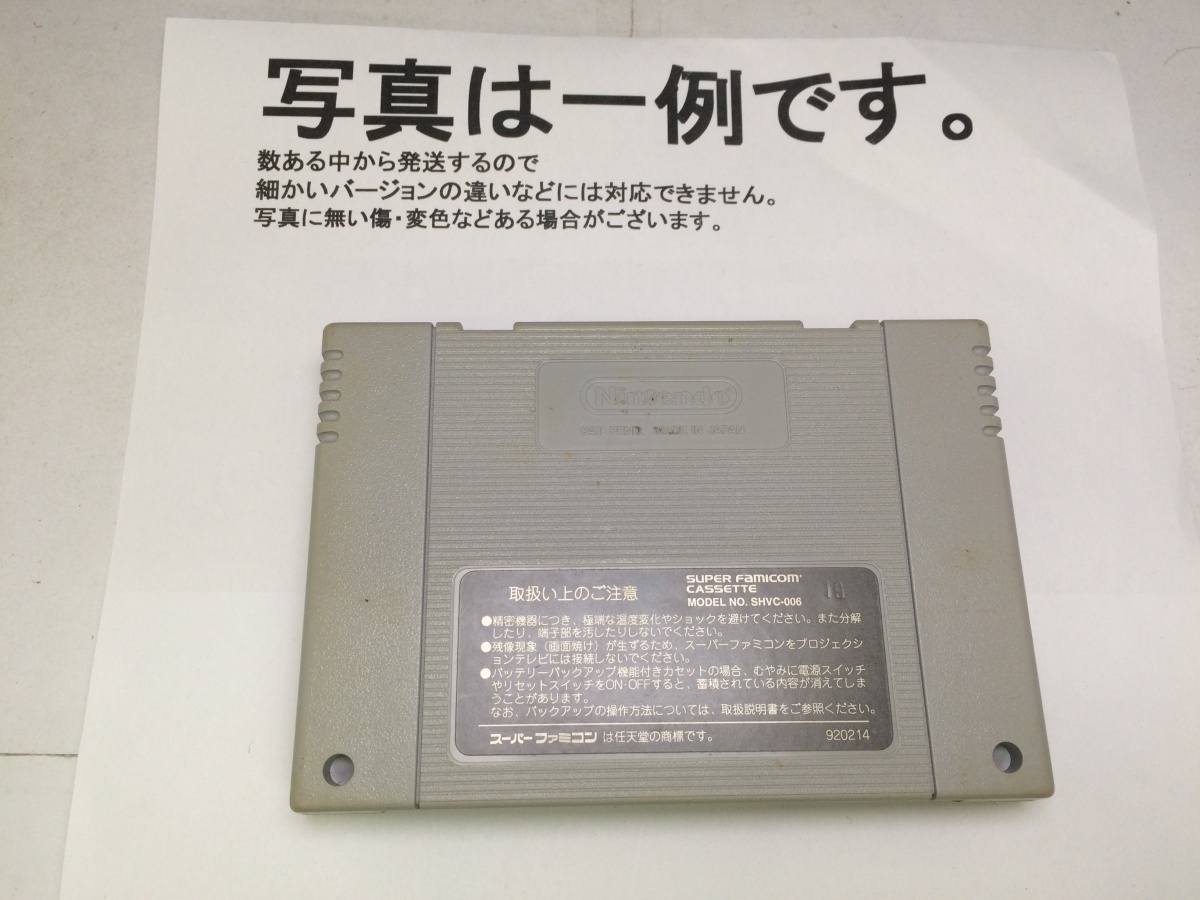 写真は一例です。
数ある中から発送するので
細かいバージョンの違いなどには対応できません。
写真に無い傷・変色などある場合がございます。
Nintendo
PAT. PEND. MADE IN JAPAN
取扱い上のご注意
SUPER FAMICOM
CASSETTE
MODEL NO. SHVC-006
19
●精密機器につき、極端な温度変化やショックを避けてください。また分解
したり、端子部を汚したりしないでください。
●残像現象(画面焼け)が生ずるため、スーパーファミコンをプロジェクシ
ョンテレビには接続しないでください。
●バッテリーバックアップ機能付きカセットの場合、むやみに電源スイッチ
やリセットスイッチをON・OFFすると、蓄積されている内容が消えてしま
うことがあります。
なお、バックアップの操作方法については、取扱説明書をご参照ください。
スーパーファミコンは任天堂の商標です。
920214